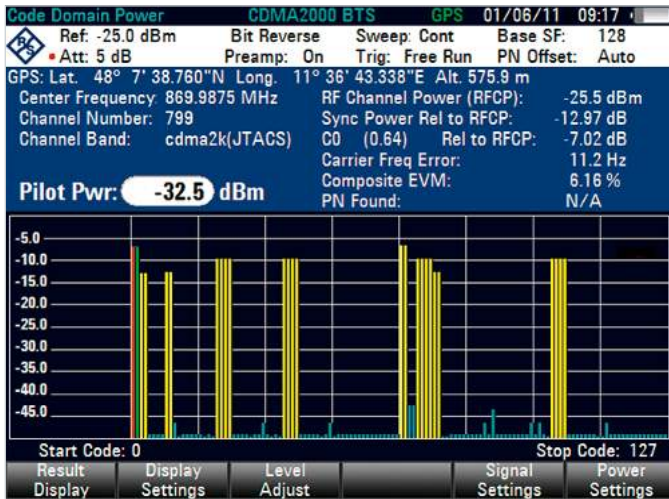 Code Domain Power CDMA2000 BTS GPS 01/06/11 09:17
Ref: -25.0 dBm Bit Reverse Sweep: Cont Base SF: 128
Att: 5 dB Preamp: On Trig: Free Run PN Offset: Auto
GPS: Lat. 48° 7' 38.760"N Long. 11° 36' 43.338"E Alt. 575.9 m
Center Frequency: 869.9875 MHz RF Channel Power (RFCP): -25.5 dBm
Channel Number: 799 Sync Power Rel to RFCP: -12.97 dB
Channel Band: cdma2k(JTACS) C0 (0.64) Rel to RFCP: -7.02 dB
Carrier Freq Error: 11.2 Hz
Composite EVM: 6.16 %
Pilot Pwr: -32.5 dBm PN Found: N/A
-5.0
-10.0
-15.0
-20.0
-25.0
-30.0
-35.0
-40.0
-45.0
Start Code: 0 Stop Code: 127
Result Display Level Signal Power
Display Settings Adjust Settings Settings